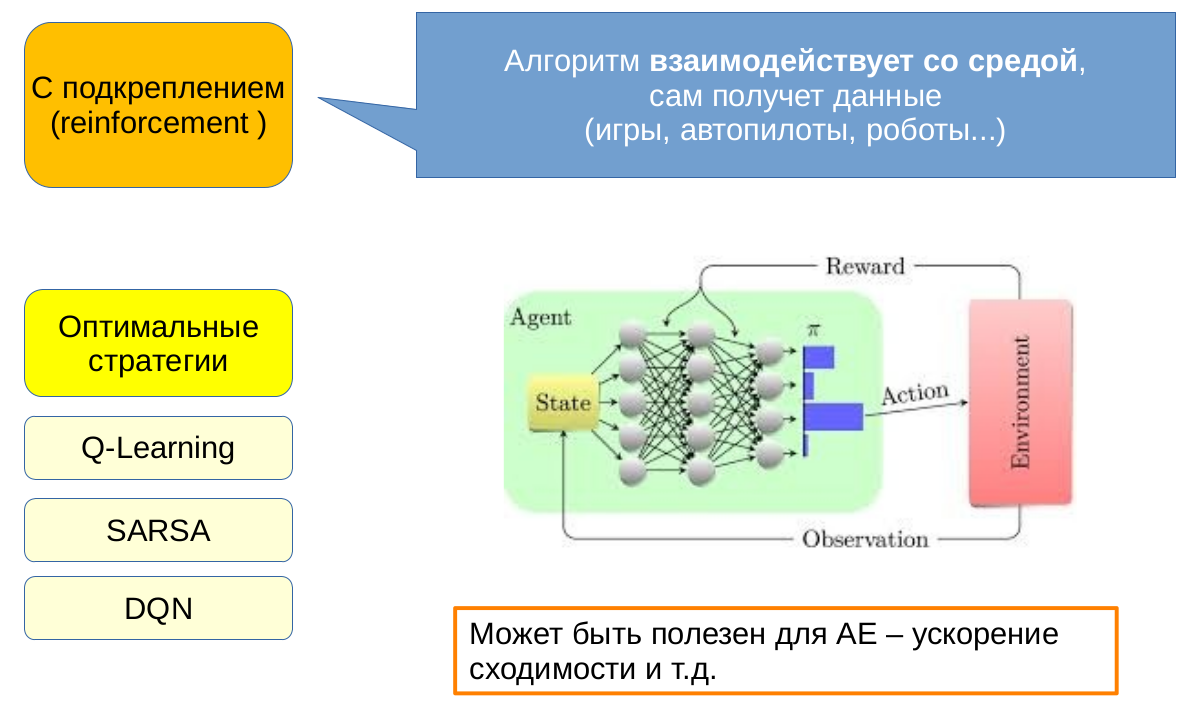 С подкреплением
(reinforcement )
Алгоритм взаимодействует со средой,
сам получет данные
(игры, автопилоты, роботы...)
Оптимальные
стратегии
Q-Learning
SARSA
DQN
Reward
Agent
π
State
Action
Environment
Observation
Может быть полезен для АЕ – ускорение
сходимости и т.д.